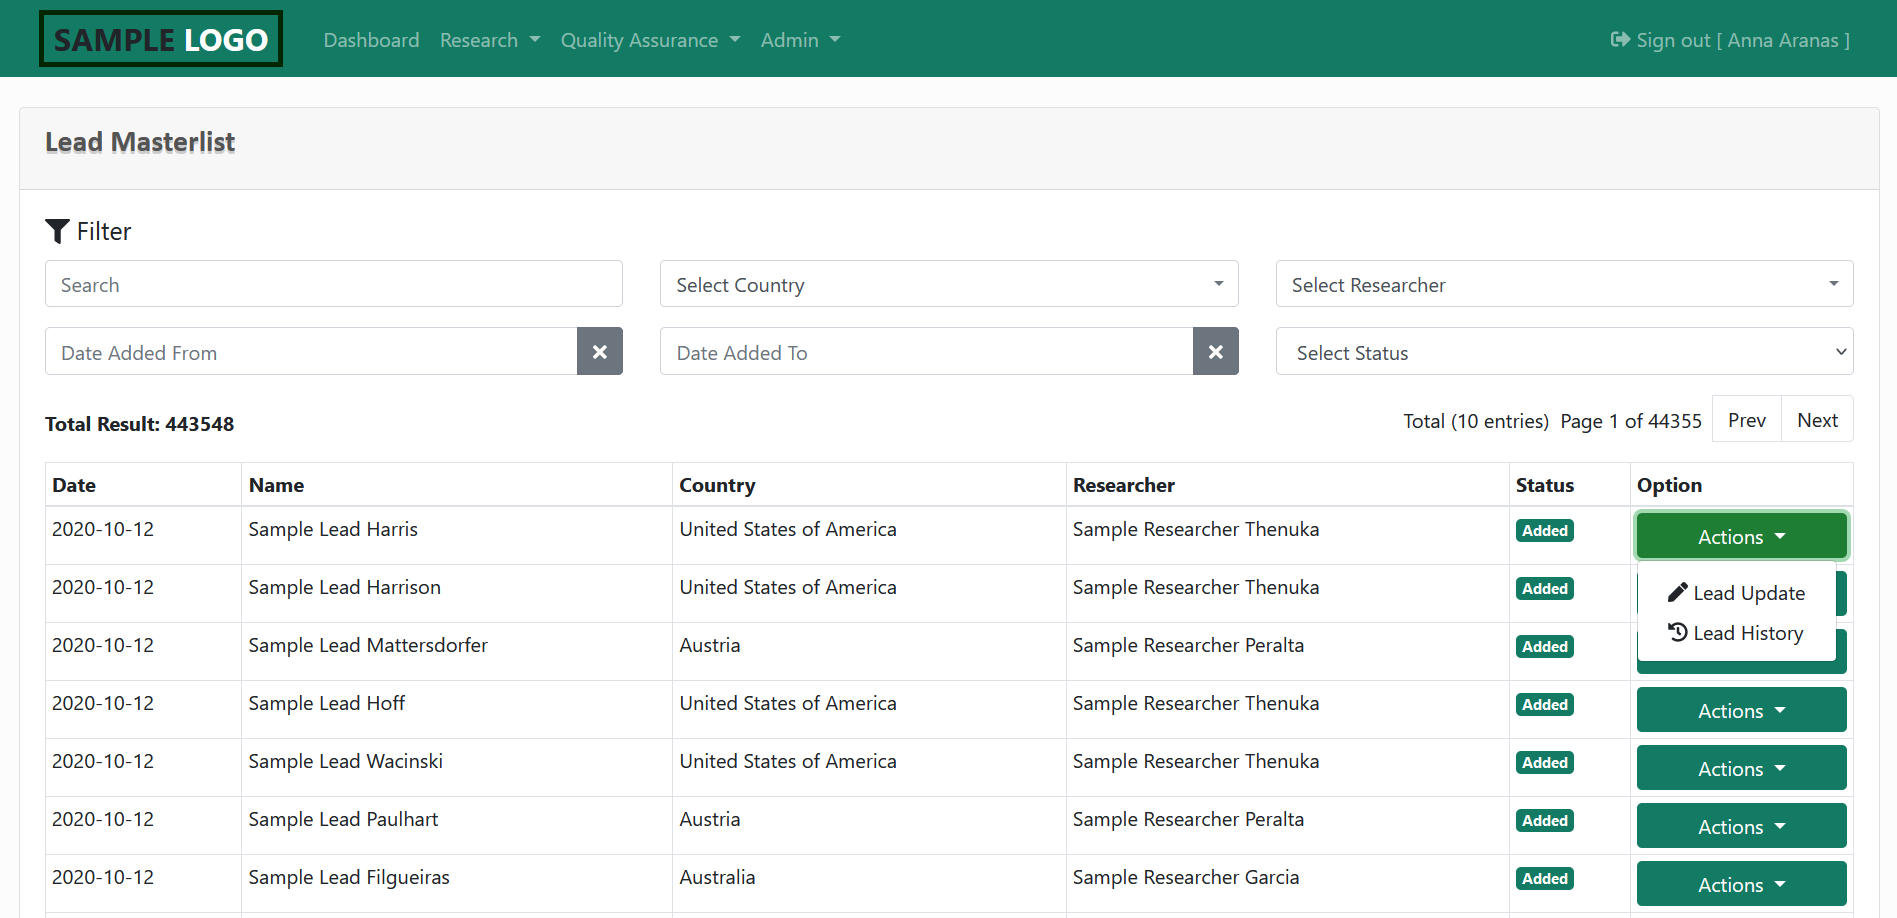 SAMPLE LOGO Dashboard Research Quality Assurance Admin Sign out [ Anna Aranas ]
Lead Masterlist
Filter
Search Select Country Select Researcher
Date Added From Date Added To Select Status
Total Result: 443548 Total (10 entries) Page 1 of 44355 Prev Next
Date Name Country Researcher Status Option
2020-10-12 Sample Lead Harris United States of America Sample Researcher Thenuka Added Actions
2020-10-12 Sample Lead Harrison United States of America Sample Researcher Thenuka Added Lead Update
Lead History
2020-10-12 Sample Lead Mattersdorfer Austria Sample Researcher Peralta Added
2020-10-12 Sample Lead Hoff United States of America Sample Researcher Thenuka Added Actions
2020-10-12 Sample Lead Wacinski United States of America Sample Researcher Thenuka Added Actions
2020-10-12 Sample Lead Paulhart Austria Sample Researcher Peralta Added Actions
2020-10-12 Sample Lead Filgueiras Australia Sample Researcher Garcia Added Actions